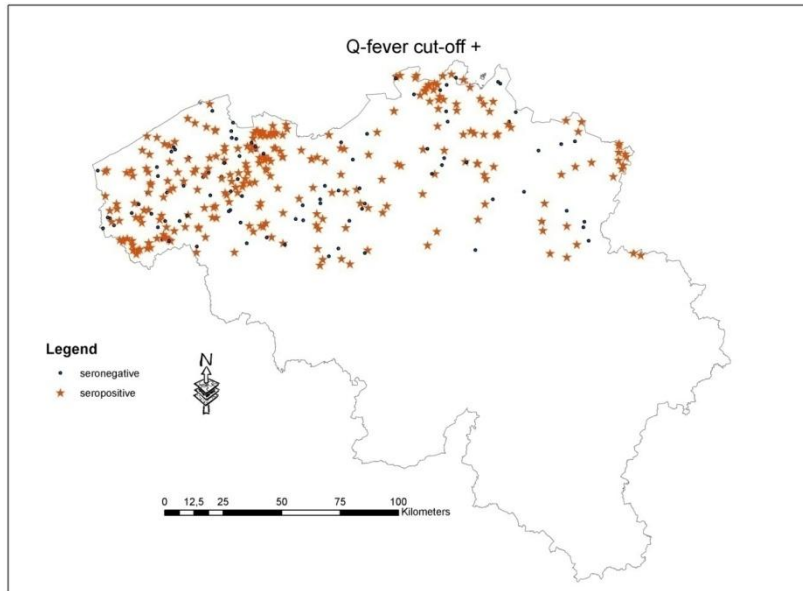 Q-fever cut-off +
Legend
N
seronegative
seropositive
0 12,5 25 50 75 100
Kilometers